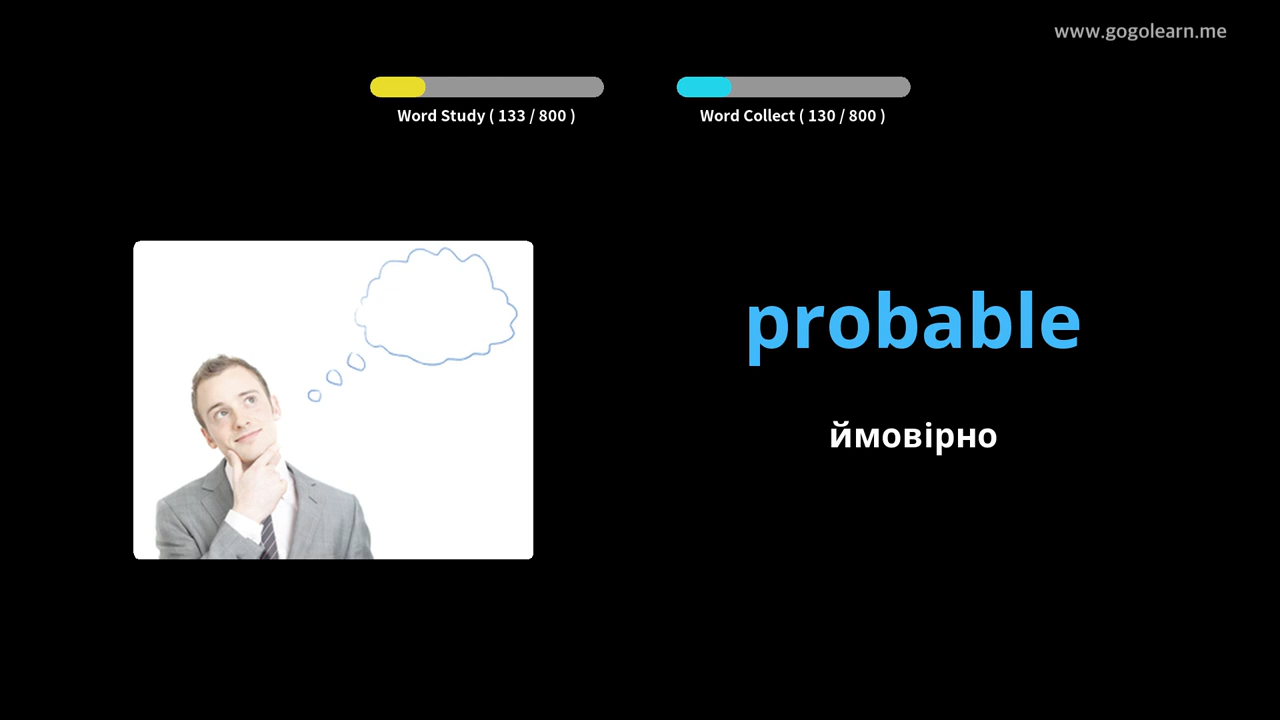 www.gogolearn.me
Word Study ( 133 / 800 )
Word Collect ( 130 / 800 )
probable
ймовірно